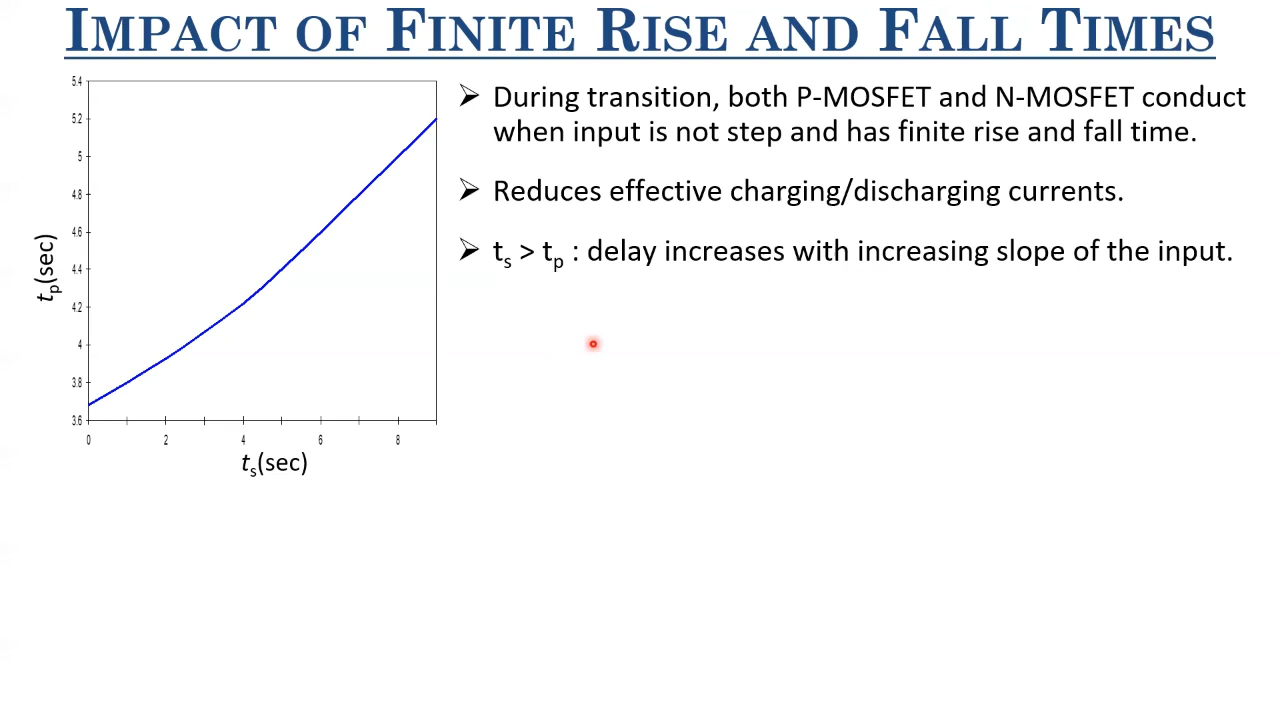 IMPACT OF FINITE RISE AND FALL TIMES
5.4
5.2
5
4.8
4.6
4.4
4.2
4
3.8
3.6
tp(sec)
0 2 4 6 8
ts(sec)
➢ During transition, both P-MOSFET and N-MOSFET conduct
when input is not step and has finite rise and fall time.
➢ Reduces effective charging/discharging currents.
➢ ts > tp : delay increases with increasing slope of the input.